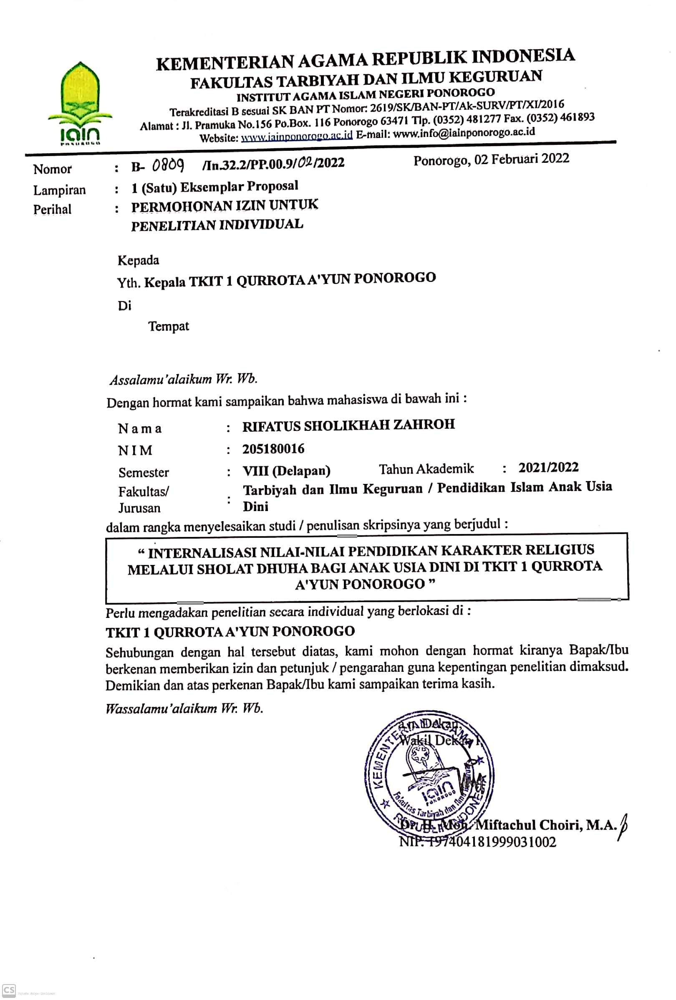 KEMENTERIAN AGAMA REPUBLIK INDONESIA
FAKULTAS TARBIYAH DAN ILMU KEGURUAN
INSTITUT AGAMA ISLAM NEGERI PONOROGO
Terakreditasi B sesuai SK BAN PT Nomor: 2619/SK/BAN-PT/Ak-SURV/PT/XI/2016
Alamat : Jl. Pramuka No.156 Po.Box. 116 Ponorogo 63471 Tlp. (0352) 481277 Fax. (0352) 461893
Website: www.iainponorogo.ac.id E-mail: www.info@iainponorogo.ac.id
iain
PONOROGO
Nomor : B- 0809 /In.32.2/PP.00.9/02/2022 Ponorogo, 02 Februari 2022
Lampiran : 1 (Satu) Eksemplar Proposal
Perihal : PERMOHONAN IZIN UNTUK
PENELITIAN INDIVIDUAL
Kepada
Yth. Kepala TKIT 1 QURROTA A'YUN PONOROGO
Di
Tempat
Assalamu'alaikum Wr. Wb.
Dengan hormat kami sampaikan bahwa mahasiswa di bawah ini :
N a m a : RIFATUS SHOLIKHAH ZAHROH
N I M : 205180016
Semester : VIII (Delapan) Tahun Akademik : 2021/2022
Fakultas/ : Tarbiyah dan Ilmu Keguruan / Pendidikan Islam Anak Usia
Jurusan Dini
dalam rangka menyelesaikan studi / penulisan skripsinya yang berjudul :
“ INTERNALISASI NILAI-NILAI PENDIDIKAN KARAKTER RELIGIUS
MELALUI SHOLAT DHUHA BAGI ANAK USIA DINI DI TKIT 1 QURROTA
A'YUN PONOROGO ”
Perlu mengadakan penelitian secara individual yang berlokasi di :
TKIT 1 QURROTA A'YUN PONOROGO
Sehubungan dengan hal tersebut diatas, kami mohon dengan hormat kiranya Bapak/Ibu
berkenan memberikan izin dan petunjuk / pengarahan guna kepentingan penelitian dimaksud.
Demikian dan atas perkenan Bapak/Ibu kami sampaikan terima kasih.
Wassalamu'alaikum Wr. Wb.
a.n. Dekan,
Wakil Dekan I,
KEMENTERIAN AGAMA
REPUBLIK INDONESIA
iain
PONOROGO
Fakultas Tarbiyah dan Ilmu Keguruan
Dr. H. Moh. Miftachul Choiri, M.A.
NIP. 197404181999031002
CS